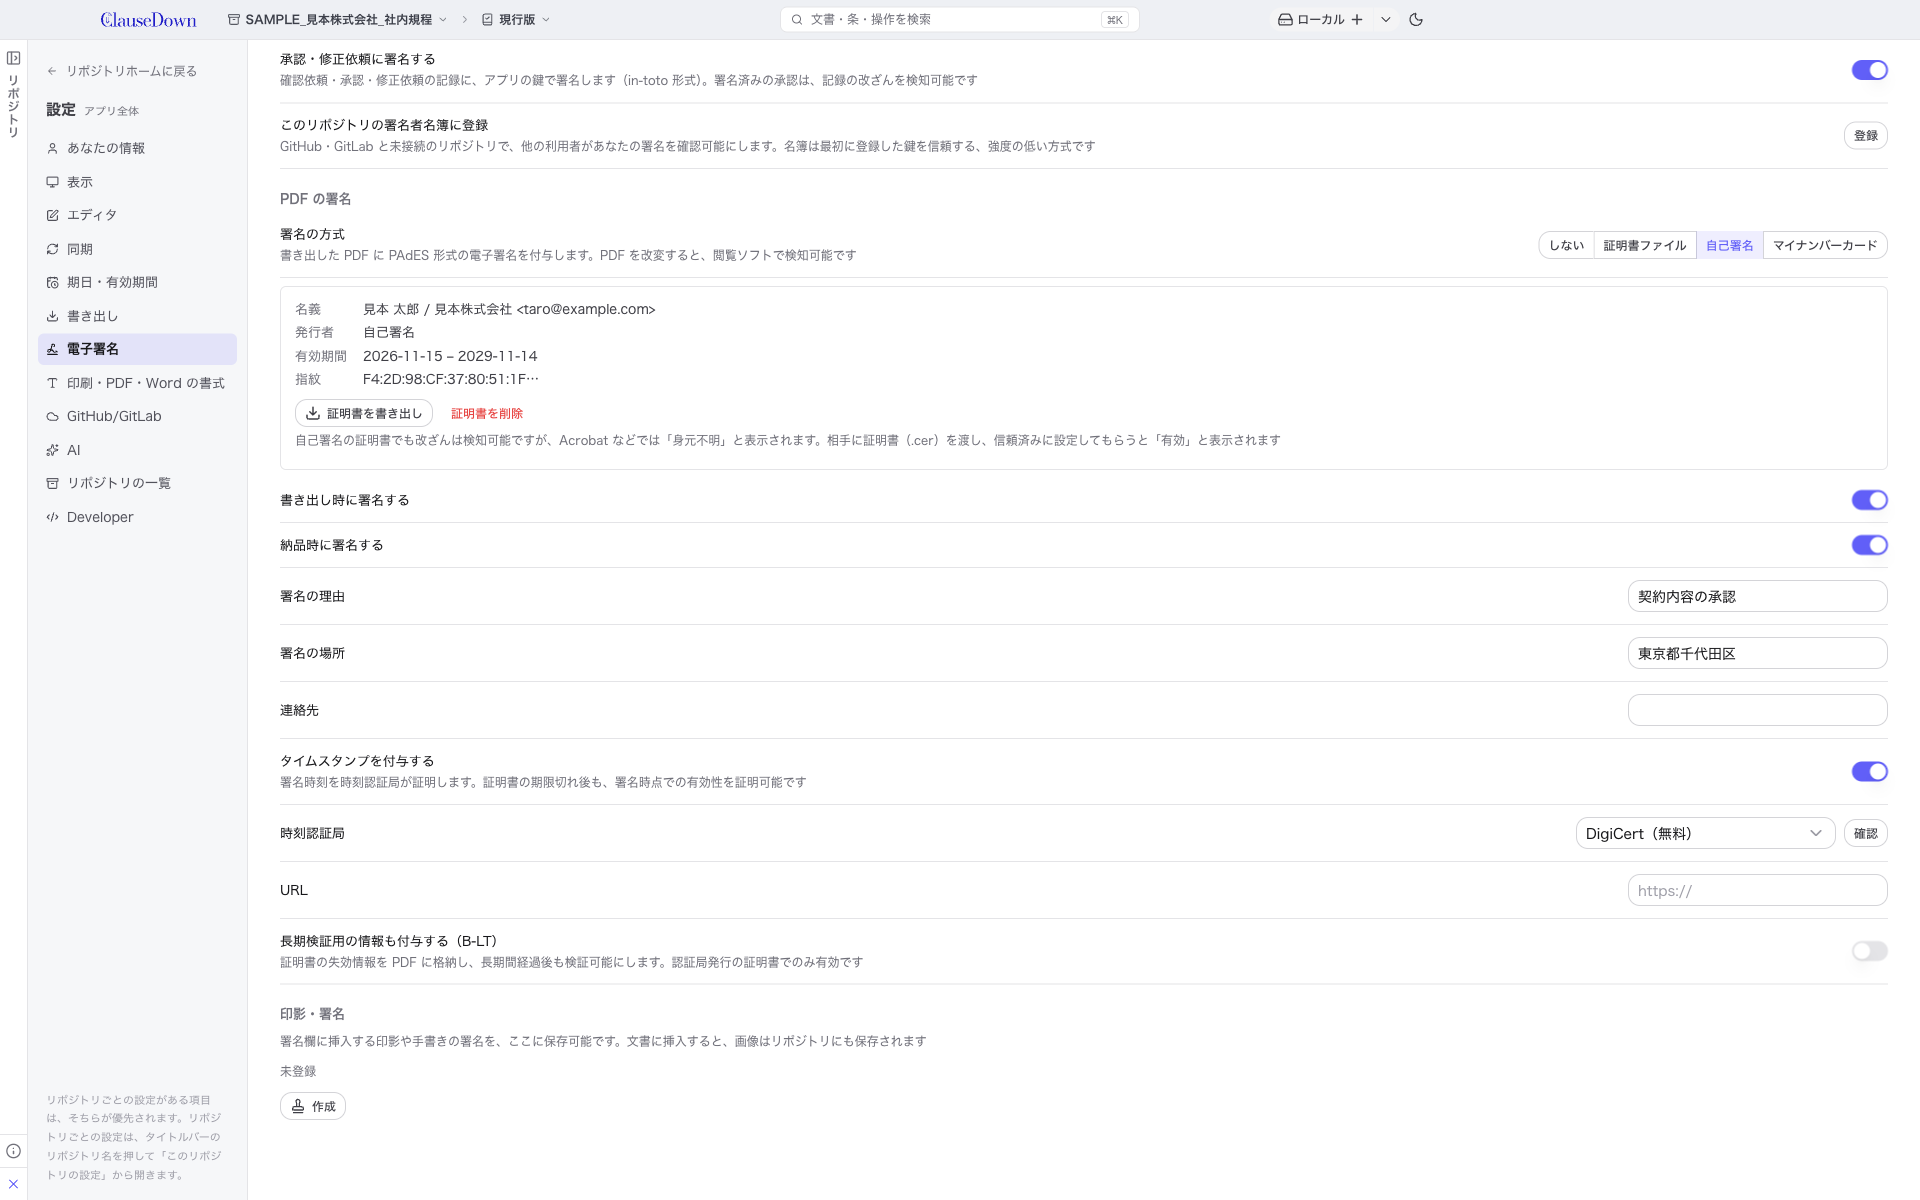 ClauseDown
SAMPLE_見本株式会社_社内規程
現行版
文書・条・操作を検索
⌘K
ローカル
リポジトリ
リポジトリホームに戻る
設定 アプリ全体
あなたの情報
表示
エディタ
同期
期日・有効期間
書き出し
電子署名
印刷・PDF・Word の書式
GitHub/GitLab
AI
リポジトリの一覧
Developer
リポジトリごとの設定がある項目
は、そちらが優先されます。リポジ
トリごとの設定は、タイトルバーの
リポジトリ名を押して「このリポジ
トリの設定」から開きます。
承認・修正依頼に署名する
確認依頼・承認・修正依頼の記録に、アプリの鍵で署名します（in-toto 形式）。署名済みの承認は、記録の改ざんを検知可能です
このリポジトリの署名者名簿に登録
GitHub・GitLab と未接続のリポジトリで、他の利用者があなたの署名を確認可能にします。名簿は最初に登録した鍵を信頼する、強度の低い方式です
登録
PDF の署名
署名の方式
書き出した PDF に PAdES 形式の電子署名を付与します。PDF を改変すると、閲覧ソフトで検知可能です
しない 証明書ファイル 自己署名 マイナンバーカード
名義 見本 太郎 / 見本株式会社 <taro@example.com>
発行者 自己署名
有効期間 2026-11-15 – 2029-11-14
指紋 F4:2D:98:CF:37:80:51:1F…
証明書を書き出し 証明書を削除
自己署名の証明書でも改ざんは検知可能ですが、Acrobat などでは「身元不明」と表示されます。相手に証明書（.cer）を渡し、信頼済みに設定してもらうと「有効」と表示されます
書き出し時に署名する
納品時に署名する
署名の理由
契約内容の承認
署名の場所
東京都千代田区
連絡先
タイムスタンプを付与する
署名時刻を時刻認証局が証明します。証明書の期限切れ後も、署名時点での有効性を証明可能です
時刻認証局
DigiCert（無料）
確認
URL
https://
長期検証用の情報も付与する（B-LT）
証明書の失効情報を PDF に格納し、長期間経過後も検証可能にします。認証局発行の証明書でのみ有効です
印影・署名
署名欄に挿入する印影や手書きの署名を、ここに保存可能です。文書に挿入すると、画像はリポジトリにも保存されます
未登録
作成